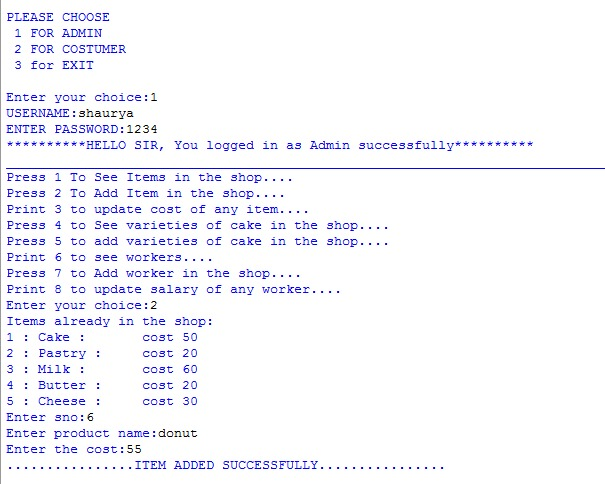 PLEASE CHOOSE
1 FOR ADMIN
2 FOR COSTUMER
3 for EXIT
Enter your choice:1
USERNAME:shaurya
ENTER PASSWORD:1234
**********HELLO SIR, You logged in as Admin successfully**********
Press 1 To See Items in the shop....
Press 2 To Add Item in the shop....
Print 3 to update cost of any item....
Press 4 to See varieties of cake in the shop....
Press 5 to add varieties of cake in the shop....
Print 6 to see workers....
Press 7 to Add worker in the shop....
Print 8 to update salary of any worker....
Enter your choice:2
Items already in the shop:
1 : Cake :       cost 50
2 : Pastry :     cost 20
3 : Milk :       cost 60
4 : Butter :     cost 20
5 : Cheese :     cost 30
Enter sno:6
Enter product name:donut
Enter the cost:55
................ITEM ADDED SUCCESSFULLY................